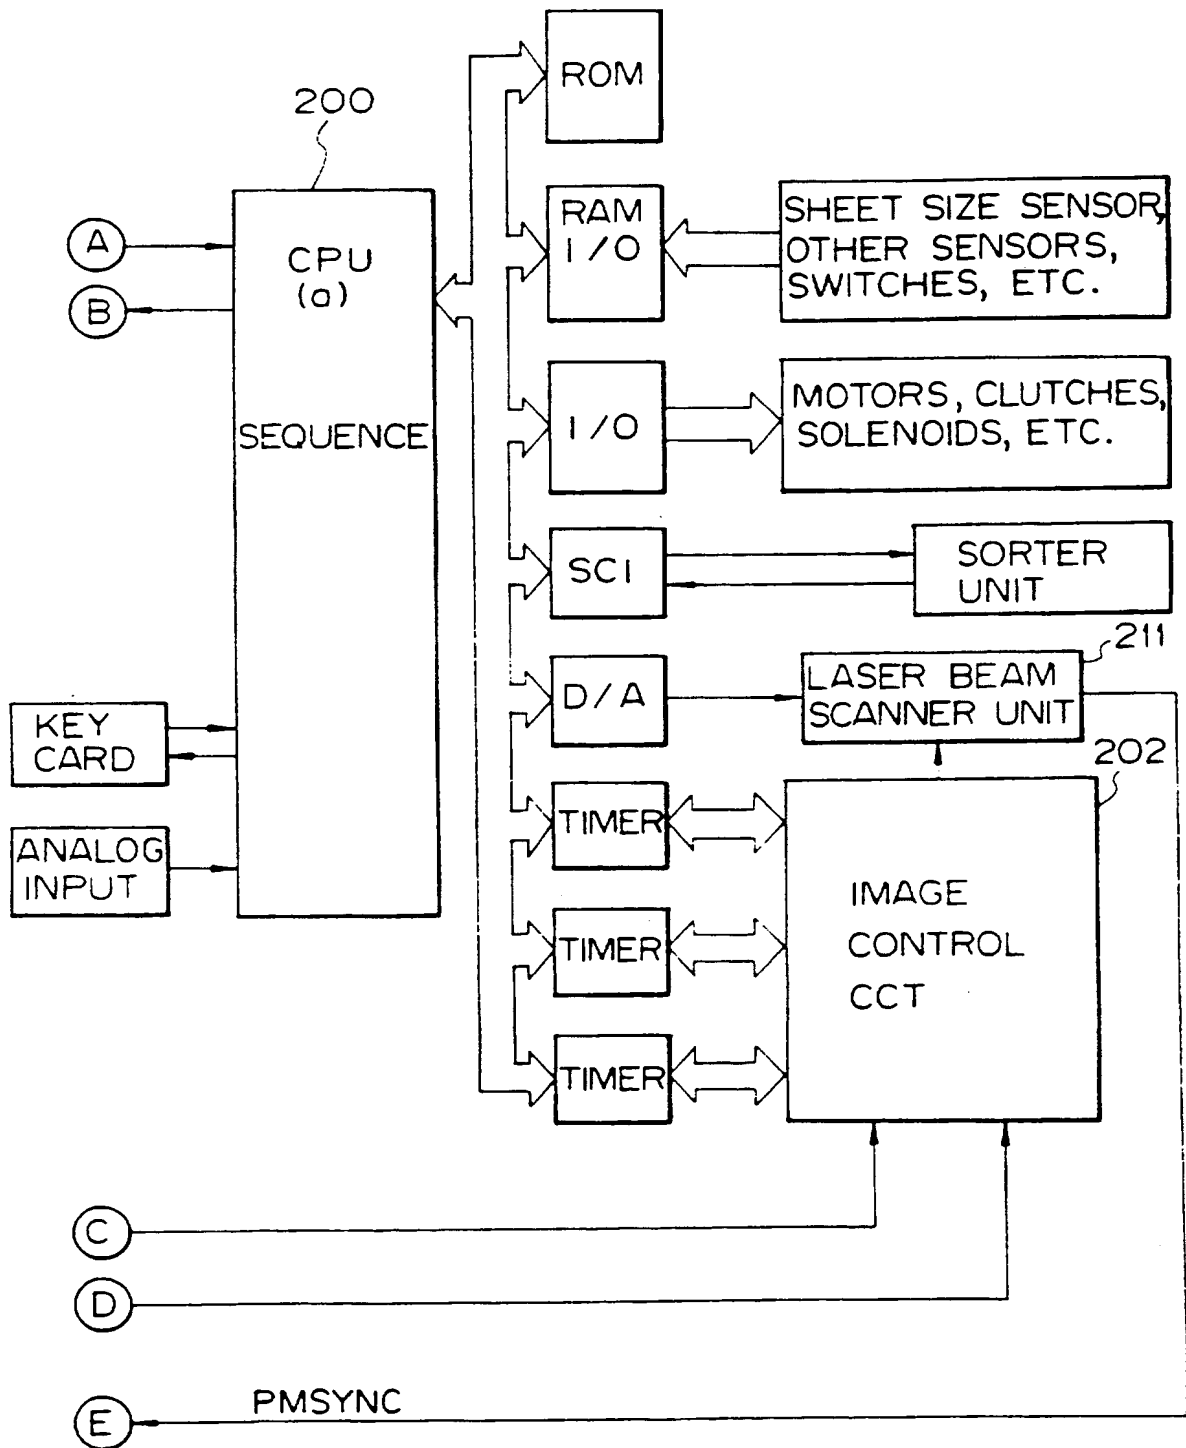 ROM
200
RAM
I/O
SHEET SIZE SENSOR,
OTHER SENSORS,
SWITCHES, ETC.
A
CPU
(a)
B
SEQUENCE
I/O
MOTORS, CLUTCHES,
SOLENOIDS, ETC.
SCI
SORTER
UNIT
211
D/A
LASER BEAM
SCANNER UNIT
KEY
CARD
202
TIMER
ANALOG
INPUT
IMAGE
CONTROL
CCT
TIMER
TIMER
C
D
PMSYNC
E